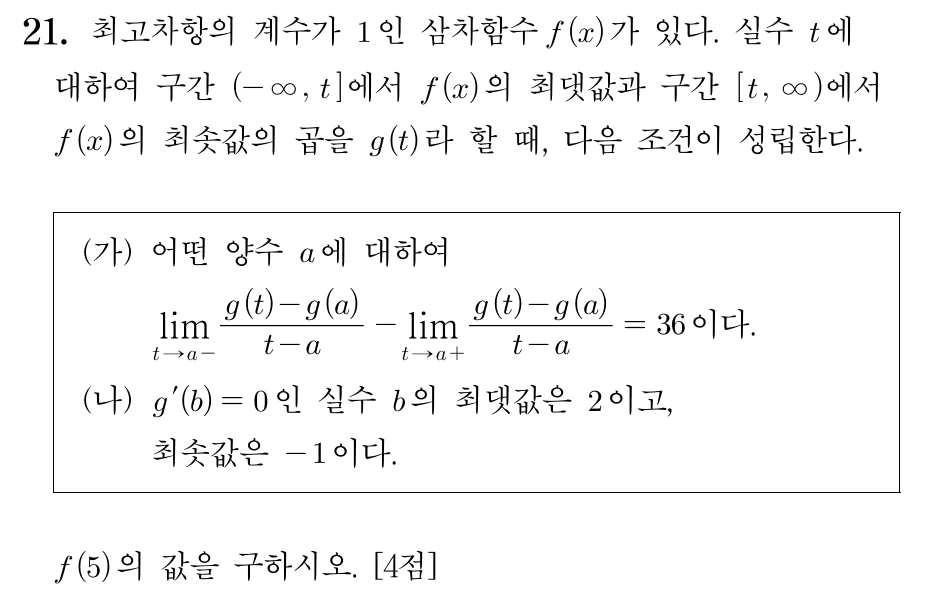 21. 최고차항의 계수가 1인 삼차함수 f(x)가 있다. 실수 t에
대하여 구간 (-∞, t]에서 f(x)의 최댓값과 구간 [t, ∞)에서
f(x)의 최솟값의 곱을 g(t)라 할 때, 다음 조건이 성립한다.
(가) 어떤 양수 a에 대하여
lim_{t→a-} (g(t)-g(a))/(t-a) - lim_{t→a+} (g(t)-g(a))/(t-a) = 36이다.
(나) g′(b)=0인 실수 b의 최댓값은 2이고,
최솟값은 -1이다.
f(5)의 값을 구하시오. [4점]